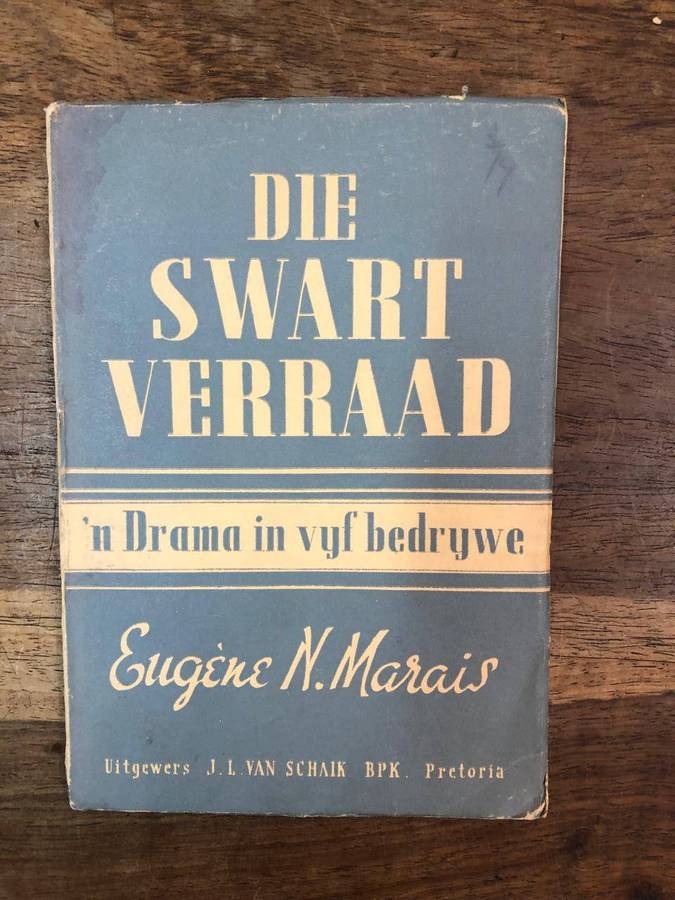 DIE
SWART
VERRAAD
'n Drama in vyf bedrywe
Eugène N. Marais
Uitgewers J. L. VAN SCHAIK BPK. Pretoria